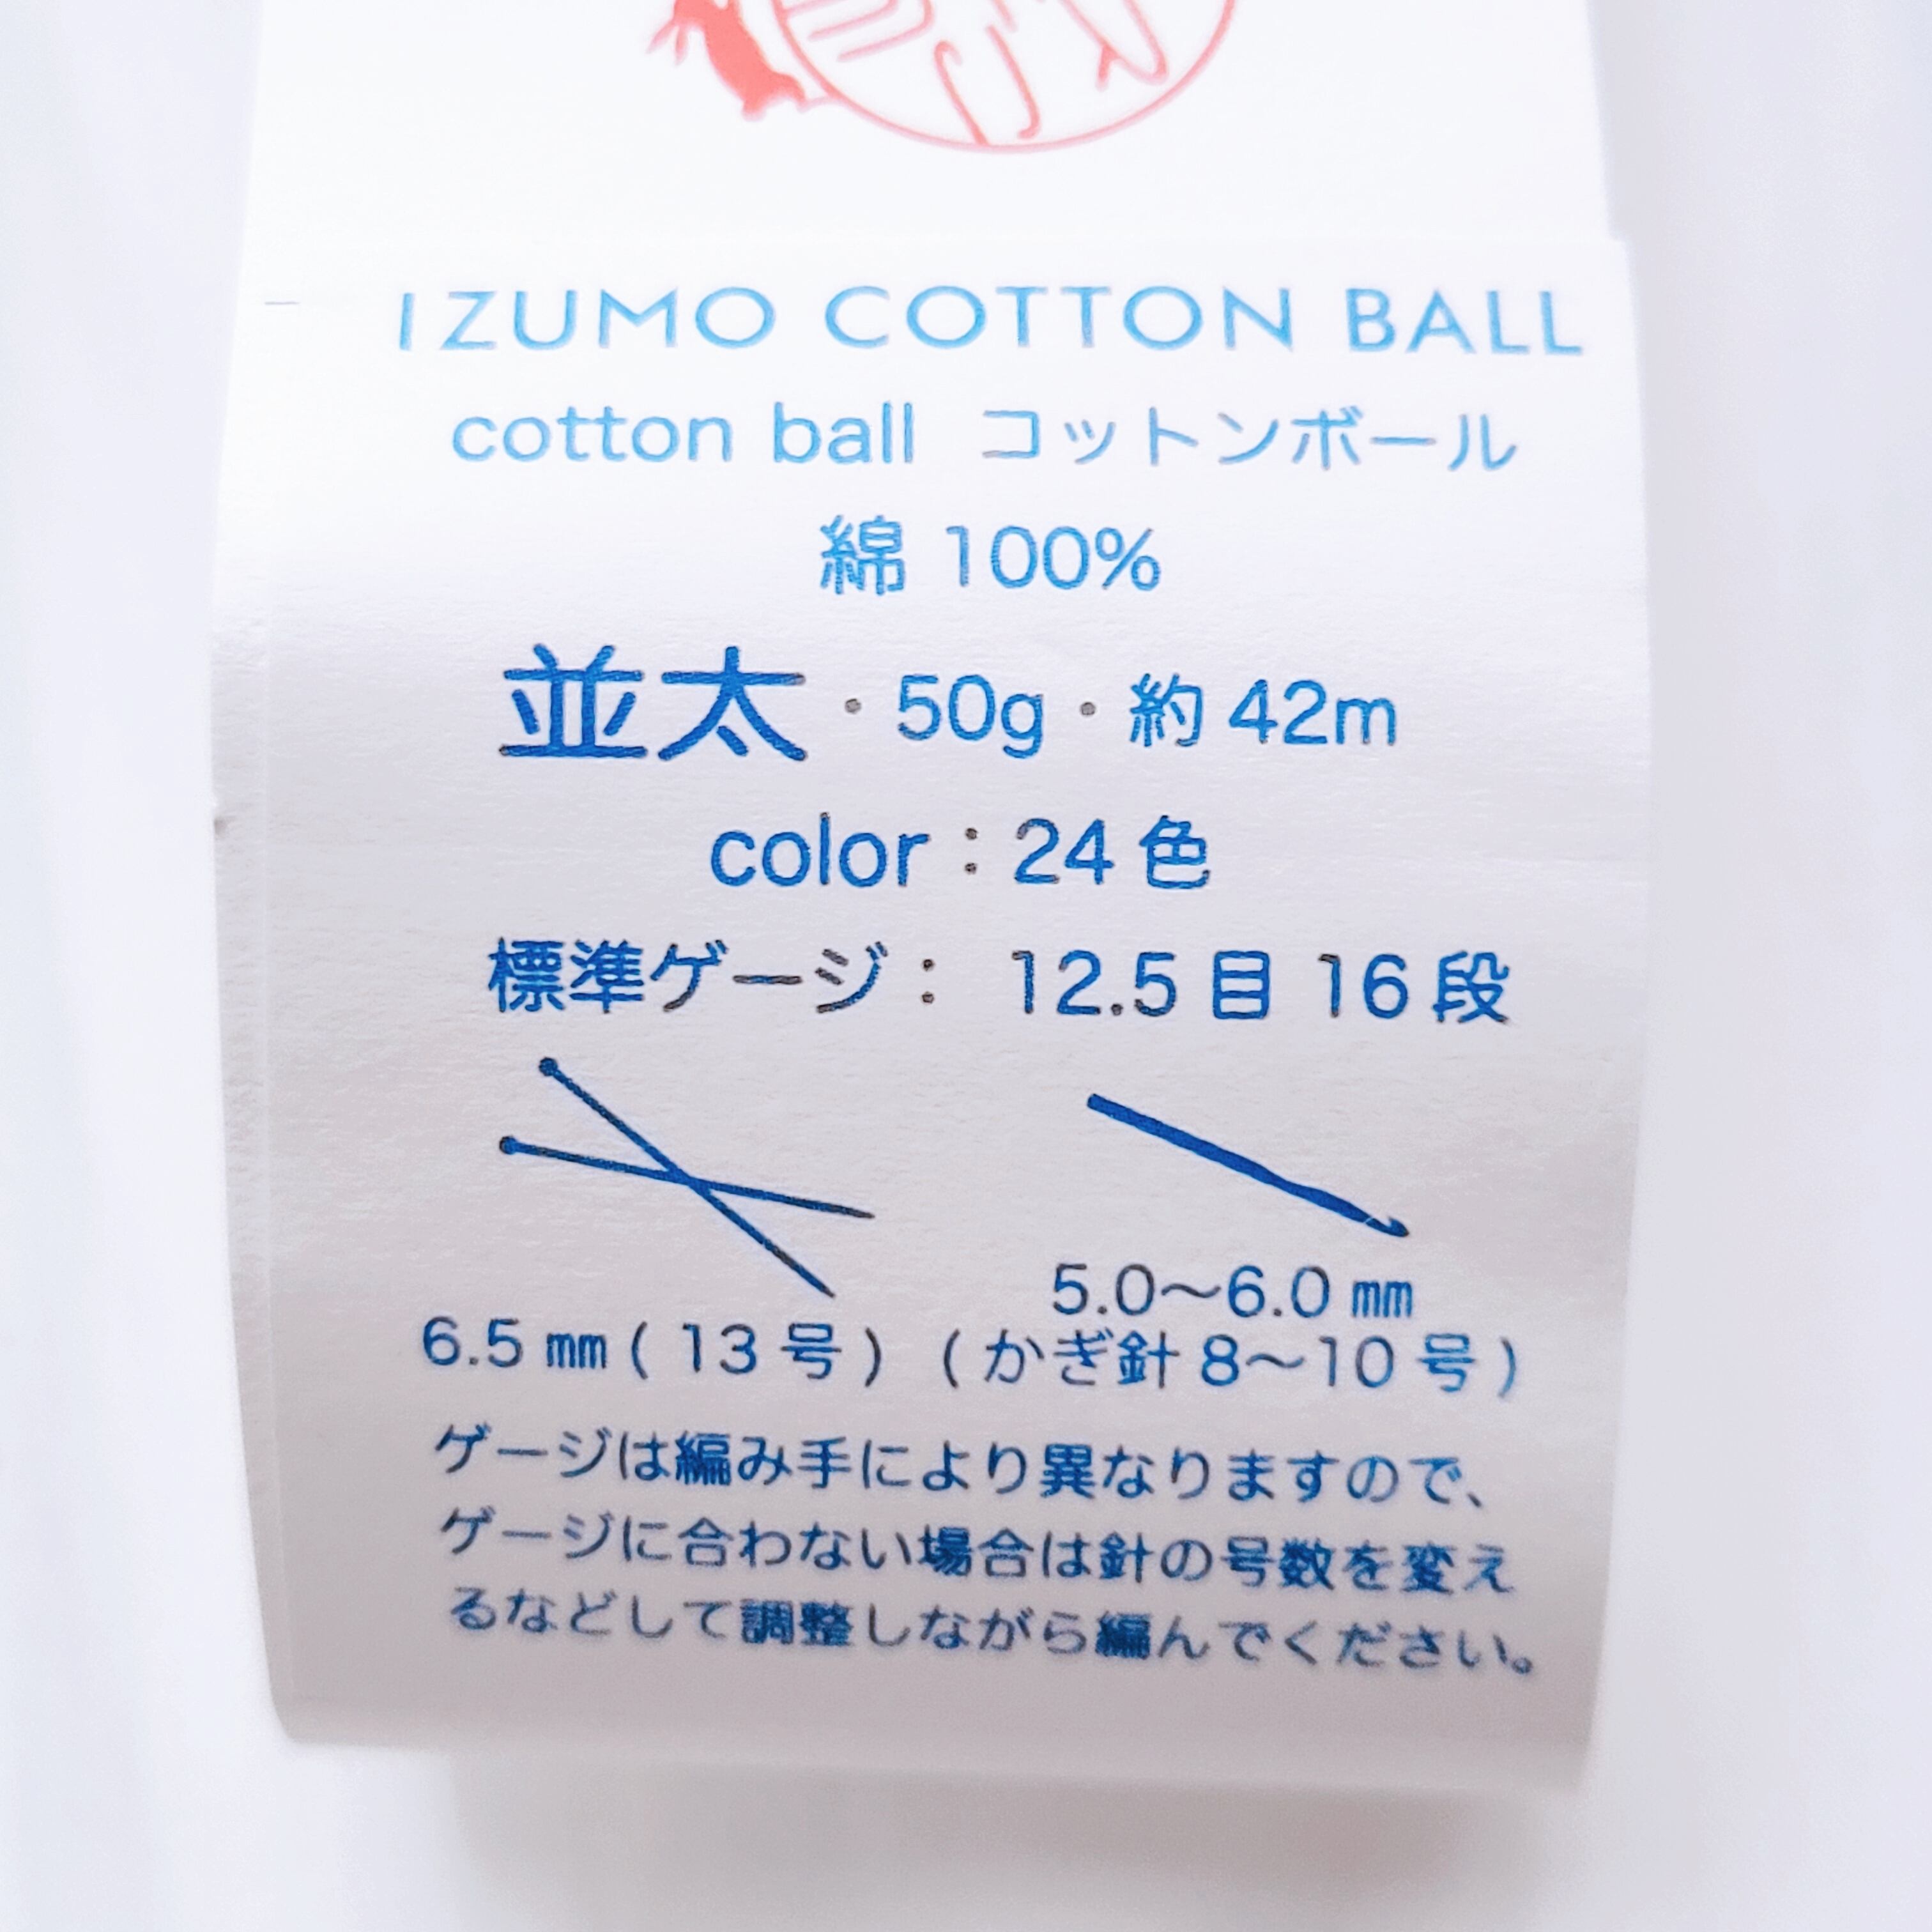 IZUMO COTTON BALL
cotton ball コットンボール
綿 100%
並太・50g・約 42m
color：24 色
標準ゲージ： 12.5 目 16 段
5.0〜6.0 ㎜
6.5 ㎜ ( 13 号 ) ( かぎ針 8〜10 号 )
ゲージは編み手により異なりますので、
ゲージに合わない場合は針の号数を変え
るなどして調整しながら編んでください。